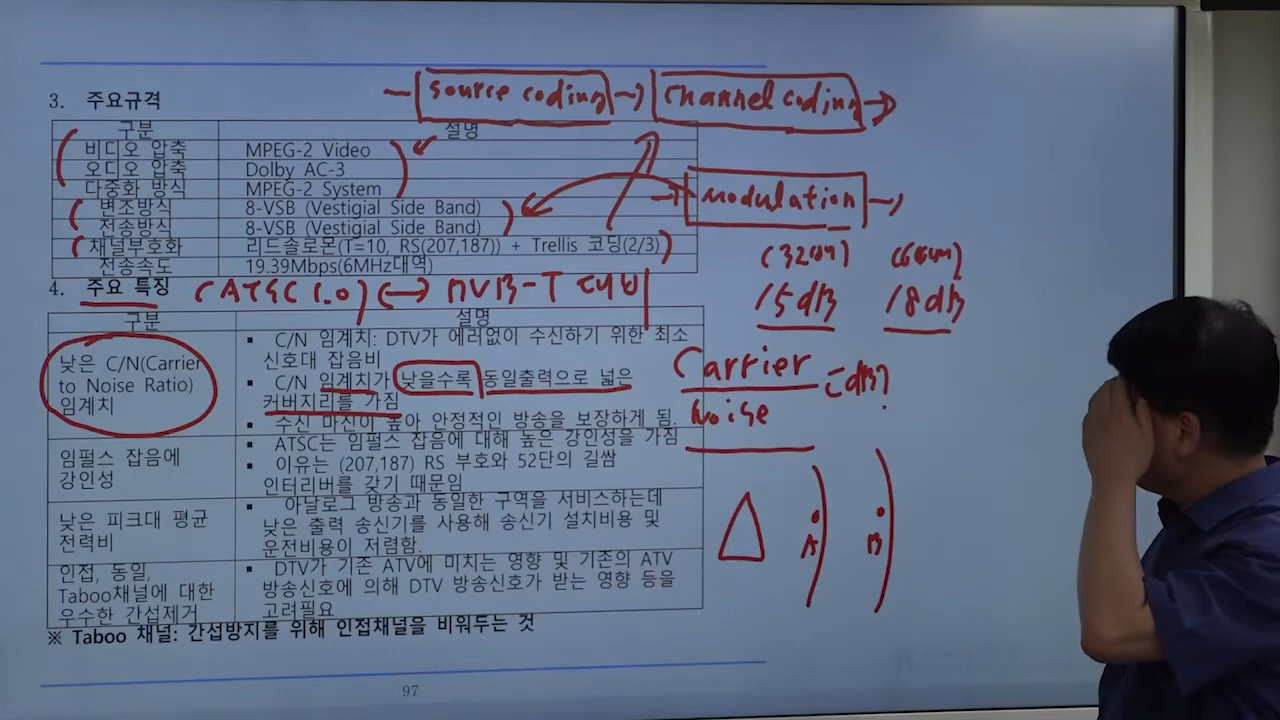 source coding → channel coding →
3. 주요규격
구분 설명
비디오 압축 MPEG-2 Video
오디오 압축 Dolby AC-3
다중화 방식 MPEG-2 System
modulation
변조방식 8-VSB (Vestigial Side Band)
전송방식 8-VSB (Vestigial Side Band)
채널부호화 리드솔로몬(T=10, RS(207,187)) + Trellis 코딩(2/3)
전송속도 19.39Mbps(6MHz대역)
4. 주요 특징
(ATSC 1.0) ↔ DVB-T 대비
15dB 18dB
구분 설명
낮은 C/N(Carrier
to Noise Ratio)
임계치
▪ C/N 임계치: DTV가 에러없이 수신하기 위한 최소
신호대 잡음비
▪ C/N 임계치가 낮을수록 동일출력으로 넓은
커버지리를 가짐
▪ 수신 마진이 높아 안정적인 방송을 보장하게 됨.
Carrier
Noise
=dB?
임펄스 잡음에
강인성
▪ ATSC는 임펄스 잡음에 대해 높은 강인성을 가짐
▪ 이유는 (207,187) RS 부호와 52단의 길쌈
인터리버를 갖기 때문임
낮은 피크대 평균
전력비
▪ 아날로그 방송과 동일한 구역을 서비스하는데
낮은 출력 송신기를 사용해 송신기 설치비용 및
운전비용이 저렴함.
A B
인접, 동일,
Taboo채널에 대한
우수한 간섭제거
▪ DTV가 기존 ATV에 미치는 영향 및 기존의 ATV
방송신호에 의해 DTV 방송신호가 받는 영향 등을
고려필요
※ Taboo 채널: 간섭방지를 위해 인접채널을 비워두는 것
97